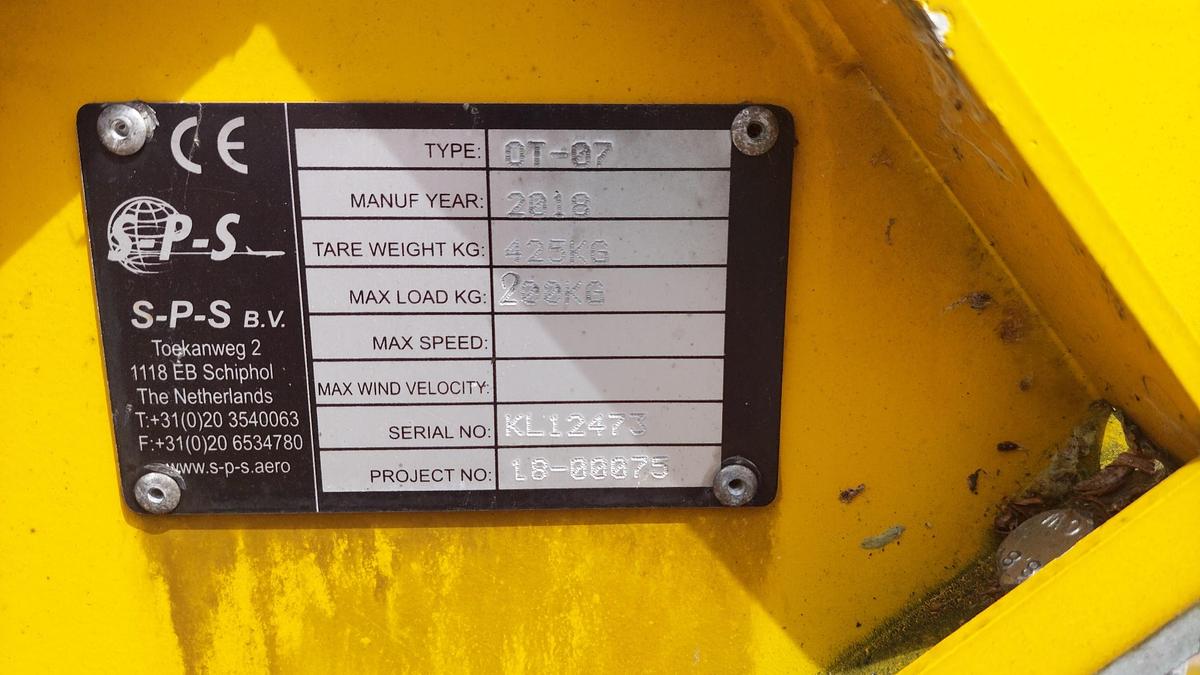 CE
S-P-S
S-P-S B.V.
Toekanweg 2
1118 EB Schiphol
The Netherlands
T:+31(0)20 3540063
F:+31(0)20 6534780
www.s-p-s.aero
TYPE: OT-07
MANUF YEAR: 2018
TARE WEIGHT KG: 425KG
MAX LOAD KG: 200KG
MAX SPEED:
MAX WIND VELOCITY:
SERIAL NO: KL12473
PROJECT NO: 18-00075